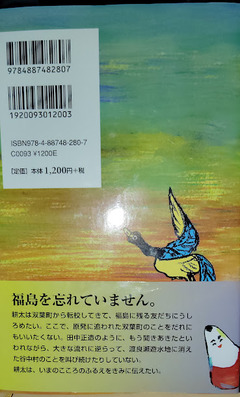 9784887482807
1920093012003
ISBN978-4-88748-280-7
C0093 ¥1200E
【定価】本体1,200円+税
福島を忘れていません。
耕太は双葉町から転校してきて、福島に残る友だちにうし
ろめたい。ここで、原発に追われた双葉町のことをだれに
もいいたくない。田中正造のように、もう聞きあきたとい
われながら、大きな流れに逆らって、渡良瀬遊水地に消え
た谷中村のことを叫び続けたりしていない。
耕太は、いまのこころのふるえをきみに伝えたい。